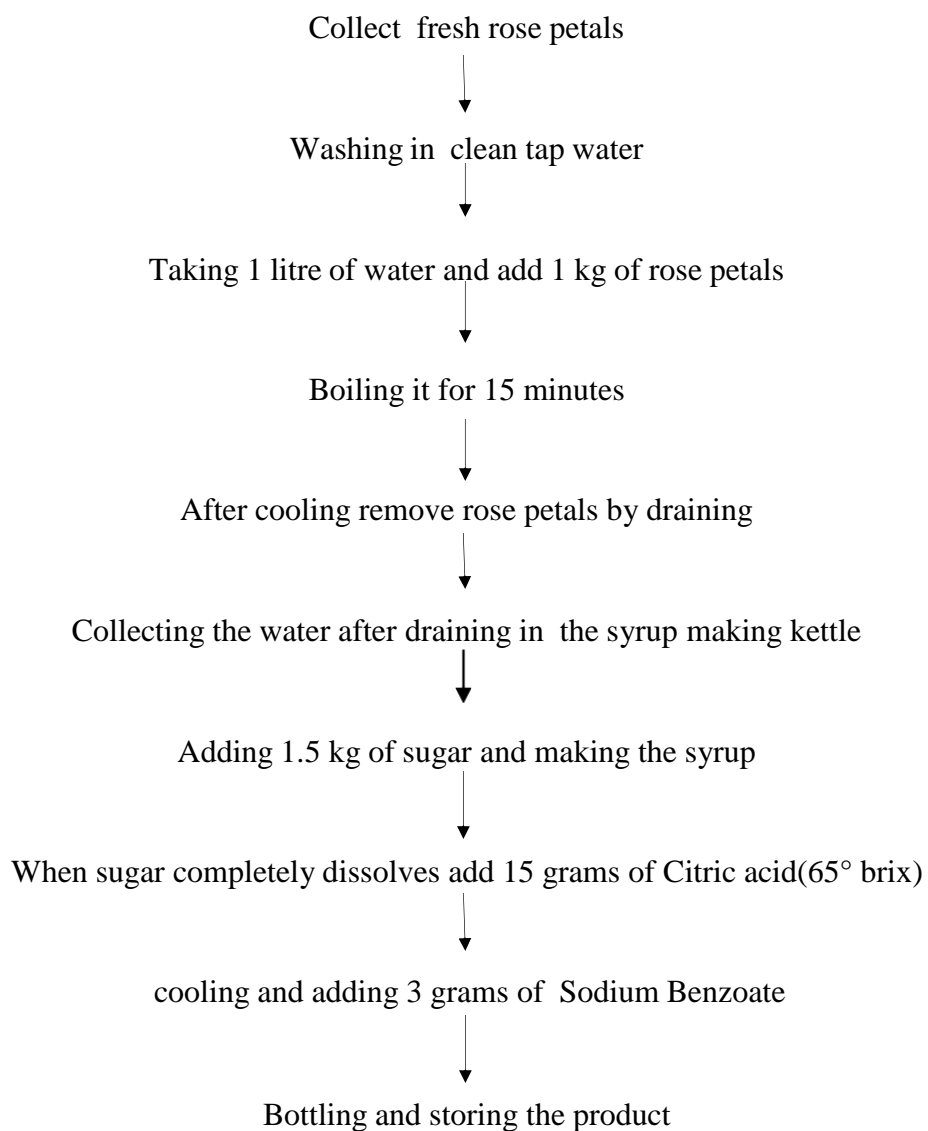 Collect fresh rose petals
Washing in clean tap water
Taking 1 litre of water and add 1 kg of rose petals
Boiling it for 15 minutes
After cooling remove rose petals by draining
Collecting the water after draining in the syrup making kettle
Adding 1.5 kg of sugar and making the syrup
When sugar completely dissolves add 15 grams of Citric acid(65° brix)
cooling and adding 3 grams of Sodium Benzoate
Bottling and storing the product